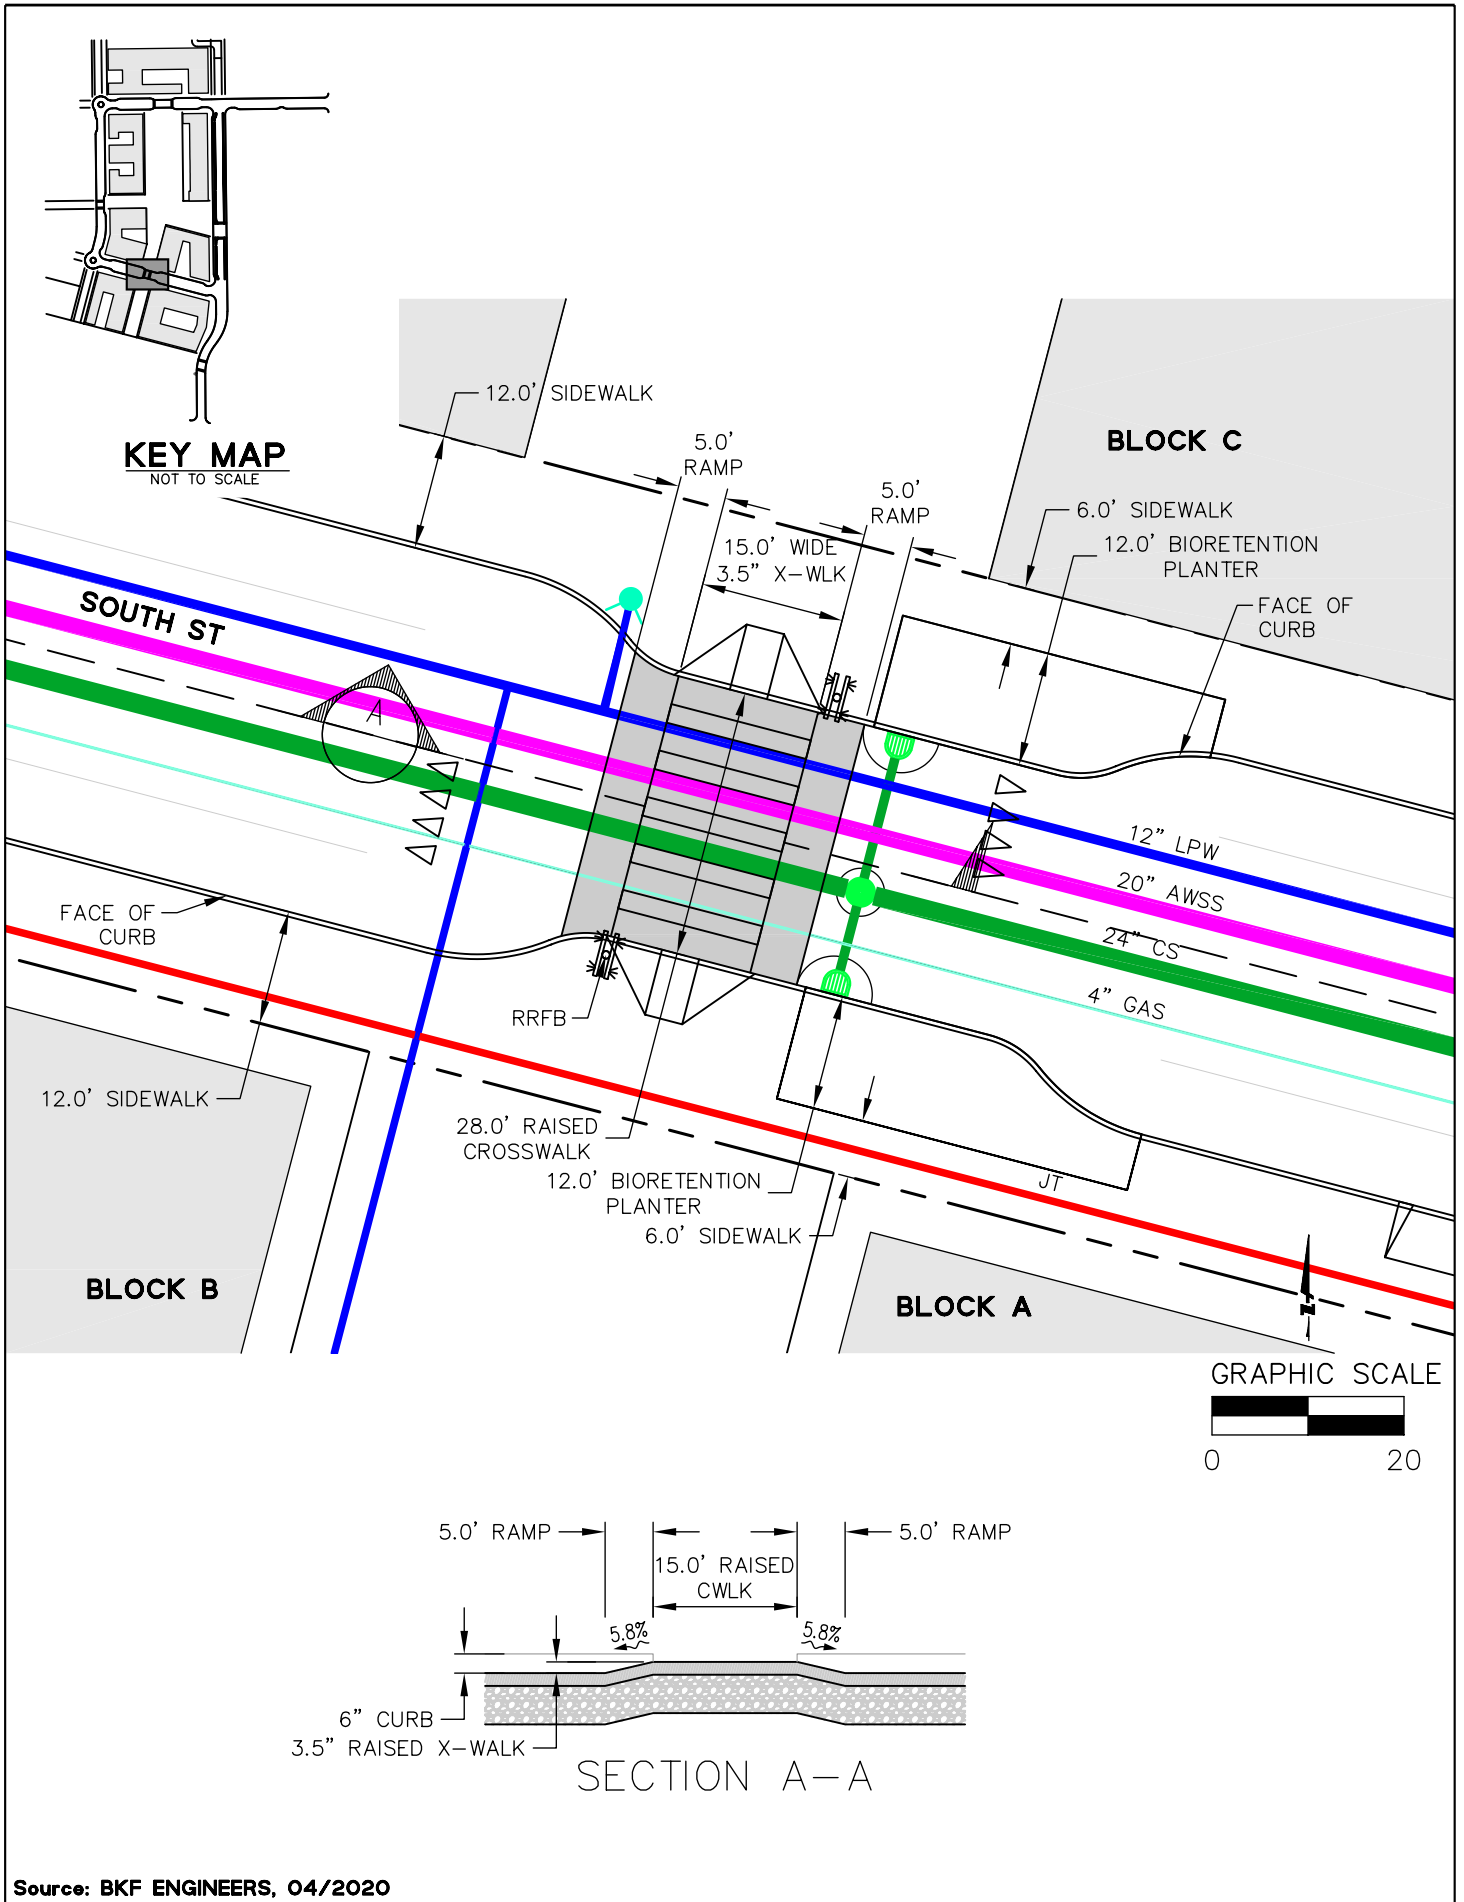 KEY MAP
NOT TO SCALE
12.0' SIDEWALK
5.0'
RAMP
5.0'
RAMP
15.0' WIDE
3.5" X-WLK
BLOCK C
6.0' SIDEWALK
12.0' BIORETENTION
PLANTER
FACE OF
CURB
SOUTH ST
A
12" LPW
20" AWSS
24" CS
4" GAS
FACE OF
CURB
RRFB
12.0' SIDEWALK
28.0' RAISED
CROSSWALK
12.0' BIORETENTION
PLANTER
6.0' SIDEWALK
JT
BLOCK B
BLOCK A
N
GRAPHIC SCALE
0 20
5.0' RAMP
5.0' RAMP
15.0' RAISED
CWLK
5.8%
5.8%
6" CURB
3.5" RAISED X-WALK
SECTION A-A
Source: BKF ENGINEERS, 04/2020